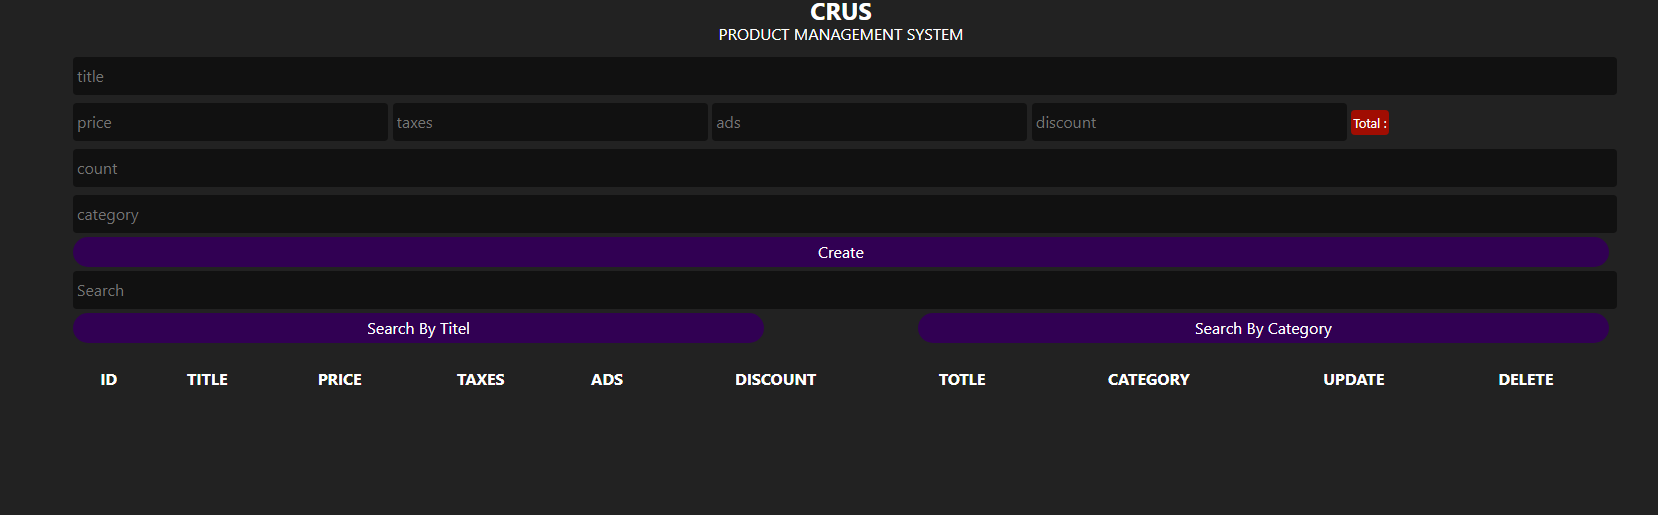 CRUS
PRODUCT MANAGEMENT SYSTEM
title
price taxes ads discount Total :
count
category
Create
Search
Search By Titel Search By Category
ID TITLE PRICE TAXES ADS DISCOUNT TOTLE CATEGORY UPDATE DELETE